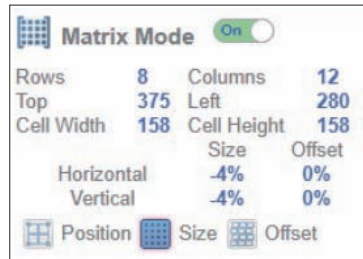 Matrix Mode On
Rows 8 Columns 12
Top 375 Left 280
Cell Width 158 Cell Height 158
Size Offset
Horizontal -4% 0%
Vertical -4% 0%
Position Size Offset